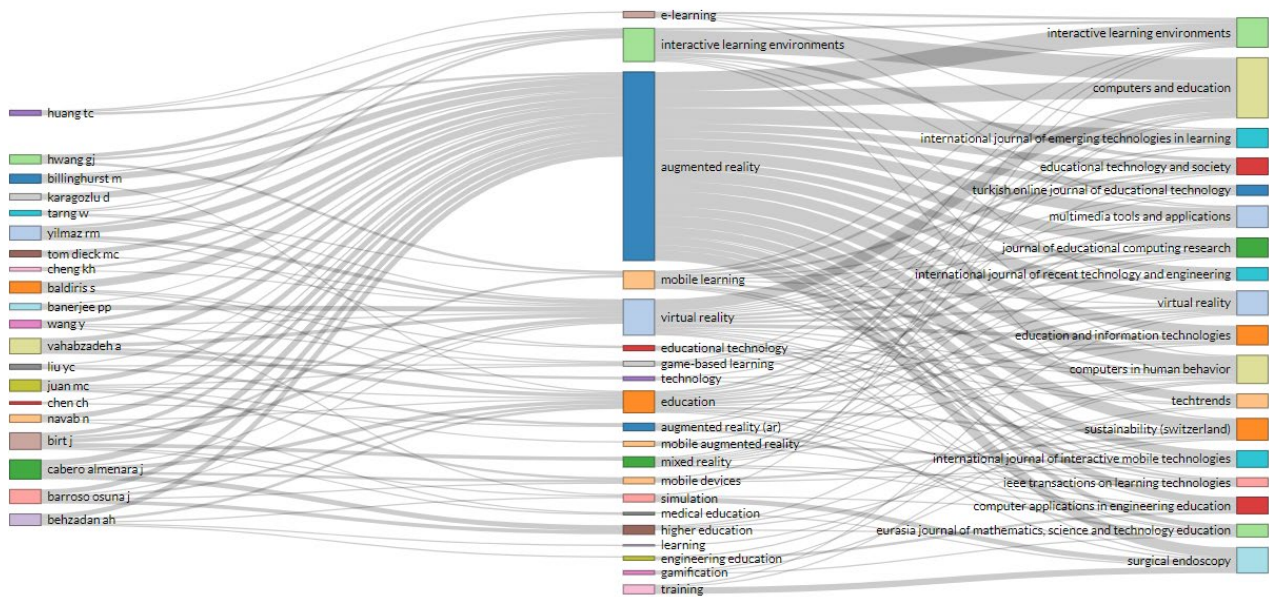 huang tc
hwang gj
billinghurst m
karagozlu d
tarng w
yilmaz rm
tom dieck mc
cheng kh
baldiris s
banerjee pp
wang y
vahabzadeh a
liu yc
juan mc
chen ch
navab n
birt j
cabero almenara j
barroso osuna j
behzadan ah
e-learning
interactive learning environments
augmented reality
mobile learning
virtual reality
educational technology
game-based learning
technology
education
augmented reality (ar)
mobile augmented reality
mixed reality
mobile devices
simulation
medical education
higher education
learning
engineering education
gamification
training
interactive learning environments
computers and education
international journal of emerging technologies in learning
educational technology and society
turkish online journal of educational technology
multimedia tools and applications
journal of educational computing research
international journal of recent technology and engineering
virtual reality
education and information technologies
computers in human behavior
techtrends
sustainability (switzerland)
international journal of interactive mobile technologies
ieee transactions on learning technologies
computer applications in engineering education
eurasia journal of mathematics, science and technology education
surgical endoscopy